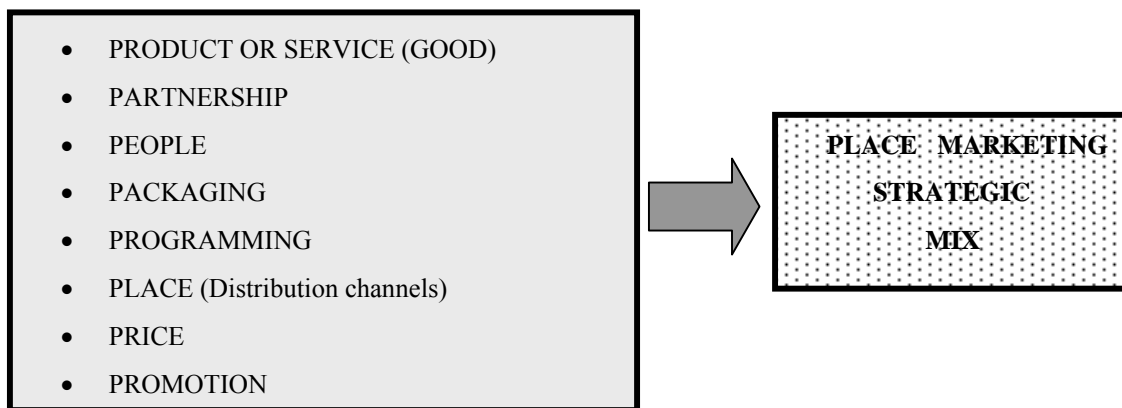 • PRODUCT OR SERVICE (GOOD)
• PARTNERSHIP
• PEOPLE
• PACKAGING
• PROGRAMMING
• PLACE (Distribution channels)
• PRICE
• PROMOTION
PLACE MARKETING
STRATEGIC
MIX